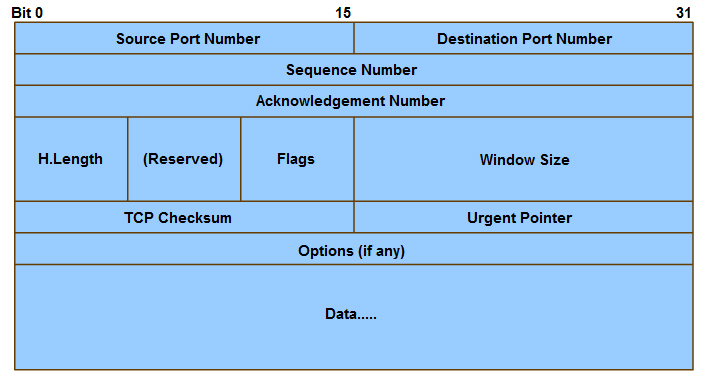 Bit 0 15 31
Source Port Number Destination Port Number
Sequence Number
Acknowledgement Number
H.Length (Reserved) Flags Window Size
TCP Checksum Urgent Pointer
Options (if any)
Data.....